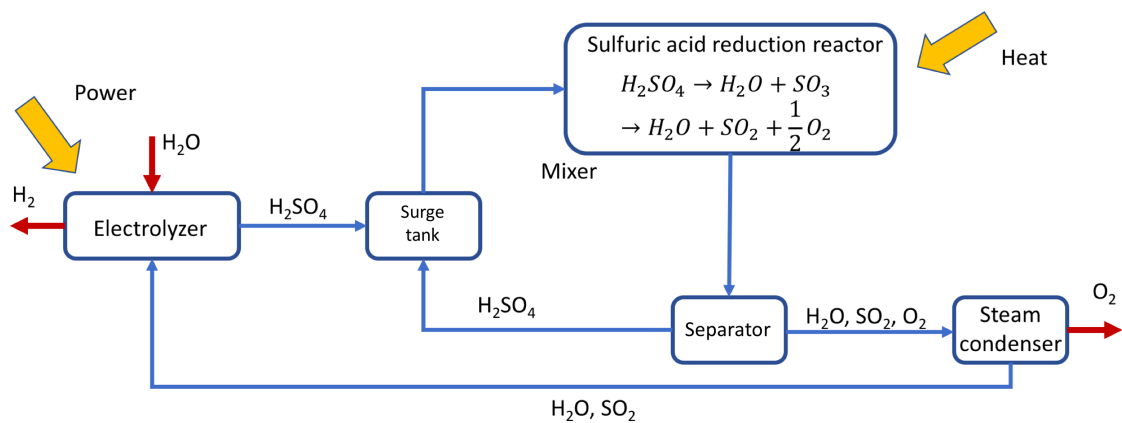 Sulfuric acid reduction reactor
H₂SO₄ → H₂O + SO₃
→ H₂O + SO₂ + 1/2 O₂
Heat
Power
H₂O
Mixer
H₂
Electrolyzer
H₂SO₄
Surge
tank
H₂SO₄
Separator
H₂O, SO₂, O₂
Steam
condenser
O₂
H₂O, SO₂